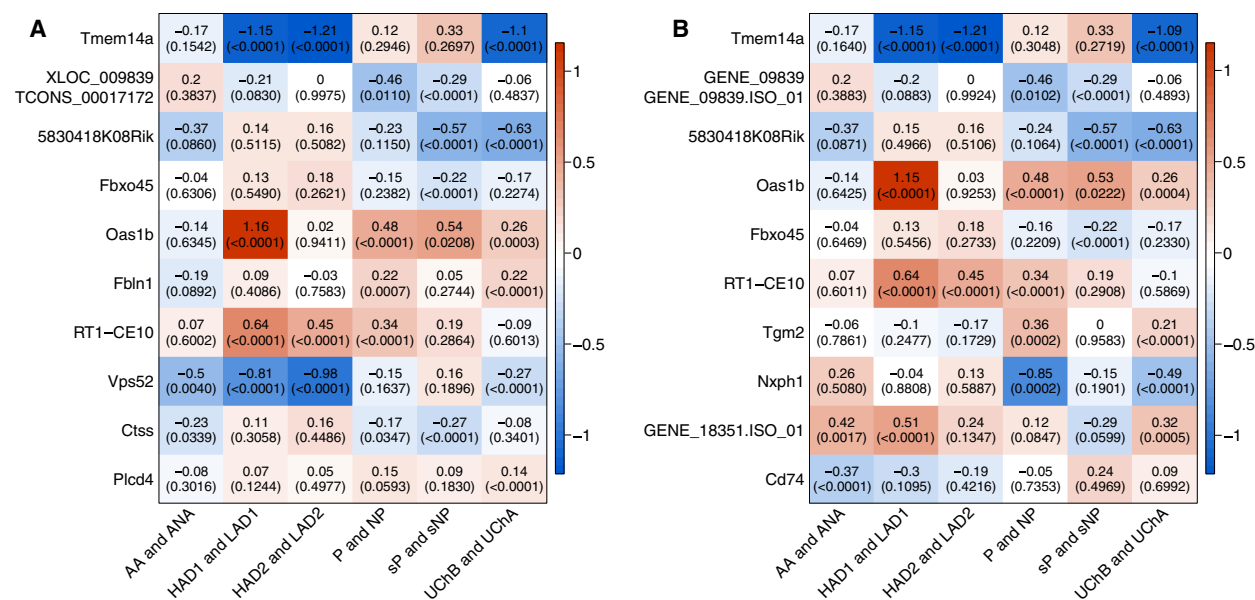 A
Tmem14a
−0.17 −1.15 −1.21 0.12 0.33 −1.1
(0.1542) (<0.0001) (<0.0001) (0.2946) (0.2697) (<0.0001)
XLOC_009839
TCONS_00017172
0.2 −0.21 0 −0.46 −0.29 −0.06
(0.3837) (0.0830) (0.9975) (0.0110) (<0.0001) (0.4837)
5830418K08Rik
−0.37 0.14 0.16 −0.23 −0.57 −0.63
(0.0860) (0.5115) (0.5082) (0.1150) (<0.0001) (<0.0001)
Fbxo45
−0.04 0.13 0.18 −0.15 −0.22 −0.17
(0.6306) (0.5490) (0.2621) (0.2382) (<0.0001) (0.2274)
Oas1b
−0.14 1.16 0.02 0.48 0.54 0.26
(0.6345) (<0.0001) (0.9411) (<0.0001) (0.0208) (0.0003)
Fbln1
−0.19 0.09 −0.03 0.22 0.05 0.22
(0.0892) (0.4086) (0.7583) (0.0007) (0.2744) (<0.0001)
RT1−CE10
0.07 0.64 0.45 0.34 0.19 −0.09
(0.6002) (<0.0001) (<0.0001) (<0.0001) (0.2864) (0.6013)
Vps52
−0.5 −0.81 −0.98 −0.15 0.16 −0.27
(0.0040) (<0.0001) (<0.0001) (0.1637) (0.1896) (<0.0001)
Ctss
−0.23 0.11 0.16 −0.17 −0.27 −0.08
(0.0339) (0.3058) (0.4486) (0.0347) (<0.0001) (0.3401)
Plcd4
−0.08 0.07 0.05 0.15 0.09 0.14
(0.3016) (0.1244) (0.4977) (0.0593) (0.1830) (<0.0001)
AA and ANA
HAD1 and LAD1
HAD2 and LAD2
P and NP
sP and sNP
UChB and UChA
1
0.5
0
−0.5
−1
B
Tmem14a
−0.17 −1.15 −1.21 0.12 0.33 −1.09
(0.1640) (<0.0001) (<0.0001) (0.3048) (0.2719) (<0.0001)
GENE_09839
GENE_09839.ISO_01
0.2 −0.2 0 −0.46 −0.29 −0.06
(0.3883) (0.0883) (0.9924) (0.0102) (<0.0001) (0.4893)
5830418K08Rik
−0.37 0.15 0.16 −0.24 −0.57 −0.63
(0.0871) (0.4966) (0.5106) (0.1064) (<0.0001) (<0.0001)
Oas1b
−0.14 1.15 0.03 0.48 0.53 0.26
(0.6425) (<0.0001) (0.9253) (<0.0001) (0.0222) (0.0004)
Fbxo45
−0.04 0.13 0.18 −0.16 −0.22 −0.17
(0.6469) (0.5456) (0.2733) (0.2209) (<0.0001) (0.2330)
RT1−CE10
0.07 0.64 0.45 0.34 0.19 −0.1
(0.6011) (<0.0001) (<0.0001) (<0.0001) (0.2908) (0.5869)
Tgm2
−0.06 −0.1 −0.17 0.36 0 0.21
(0.7861) (0.2477) (0.1729) (0.0002) (0.9583) (<0.0001)
Nxph1
0.26 −0.04 0.13 −0.85 −0.15 −0.49
(0.5080) (0.8808) (0.5887) (0.0002) (0.1901) (<0.0001)
GENE_18351.ISO_01
0.42 0.51 0.24 0.12 −0.29 0.32
(0.0017) (<0.0001) (0.1347) (0.0847) (0.0599) (0.0005)
Cd74
−0.37 −0.3 −0.19 −0.05 0.24 0.09
(<0.0001) (0.1095) (0.4216) (0.7353) (0.4969) (0.6992)
AA and ANA
HAD1 and LAD1
HAD2 and LAD2
P and NP
sP and sNP
UChB and UChA
1
0.5
0
−0.5
−1